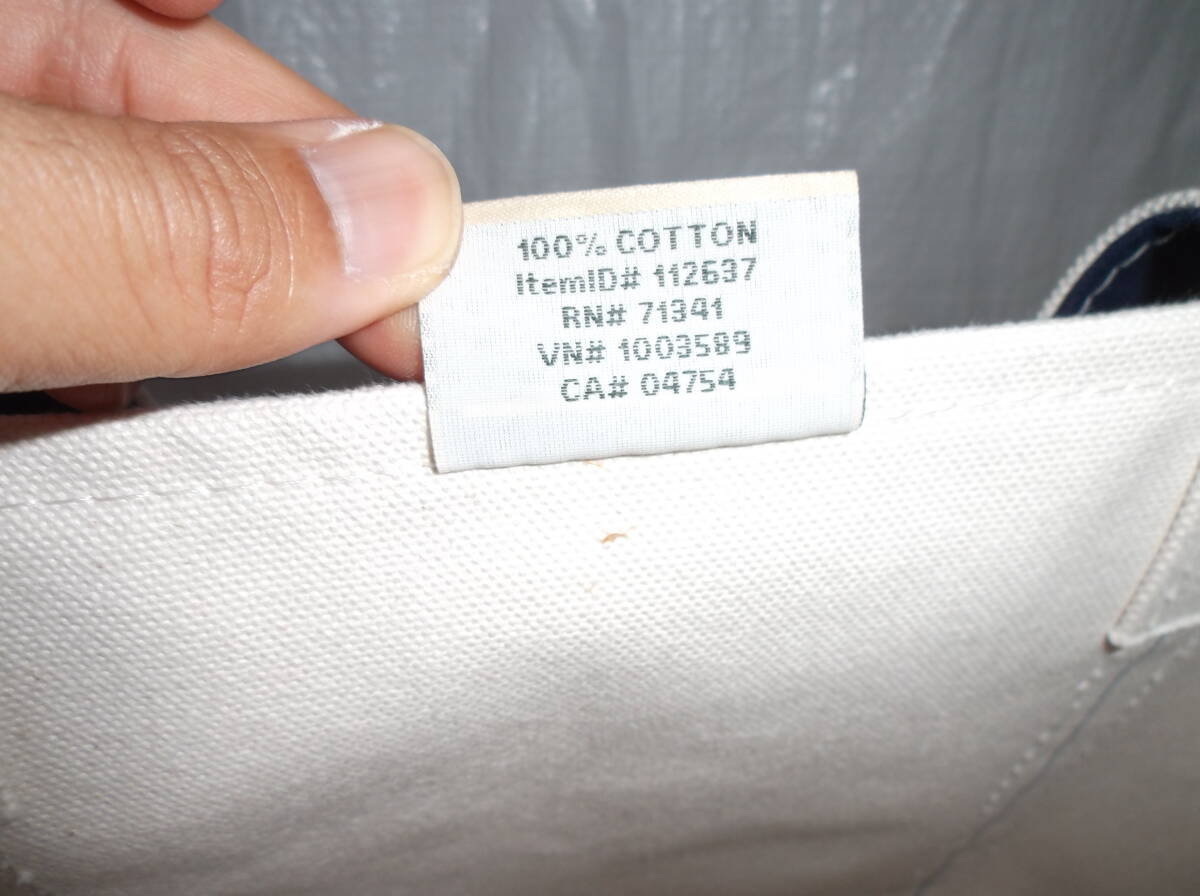 100% COTTON
ItemID# 112637
RN# 71341
VN# 1003589
CA# 04754